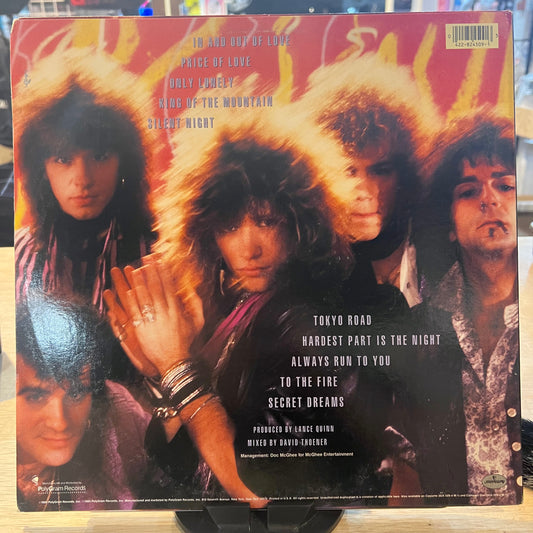 IN AND OUT OF LOVE
PRICE OF LOVE
ONLY LONELY
KING OF THE MOUNTAIN
SILENT NIGHT
TOKYO ROAD
HARDEST PART IS THE NIGHT
ALWAYS RUN TO YOU
TO THE FIRE
SECRET DREAMS
PRODUCED BY LANCE QUINN
MIXED BY DAVID THOENER
Management: Doc McGhee for McGhee Entertainment
PolyGram Records